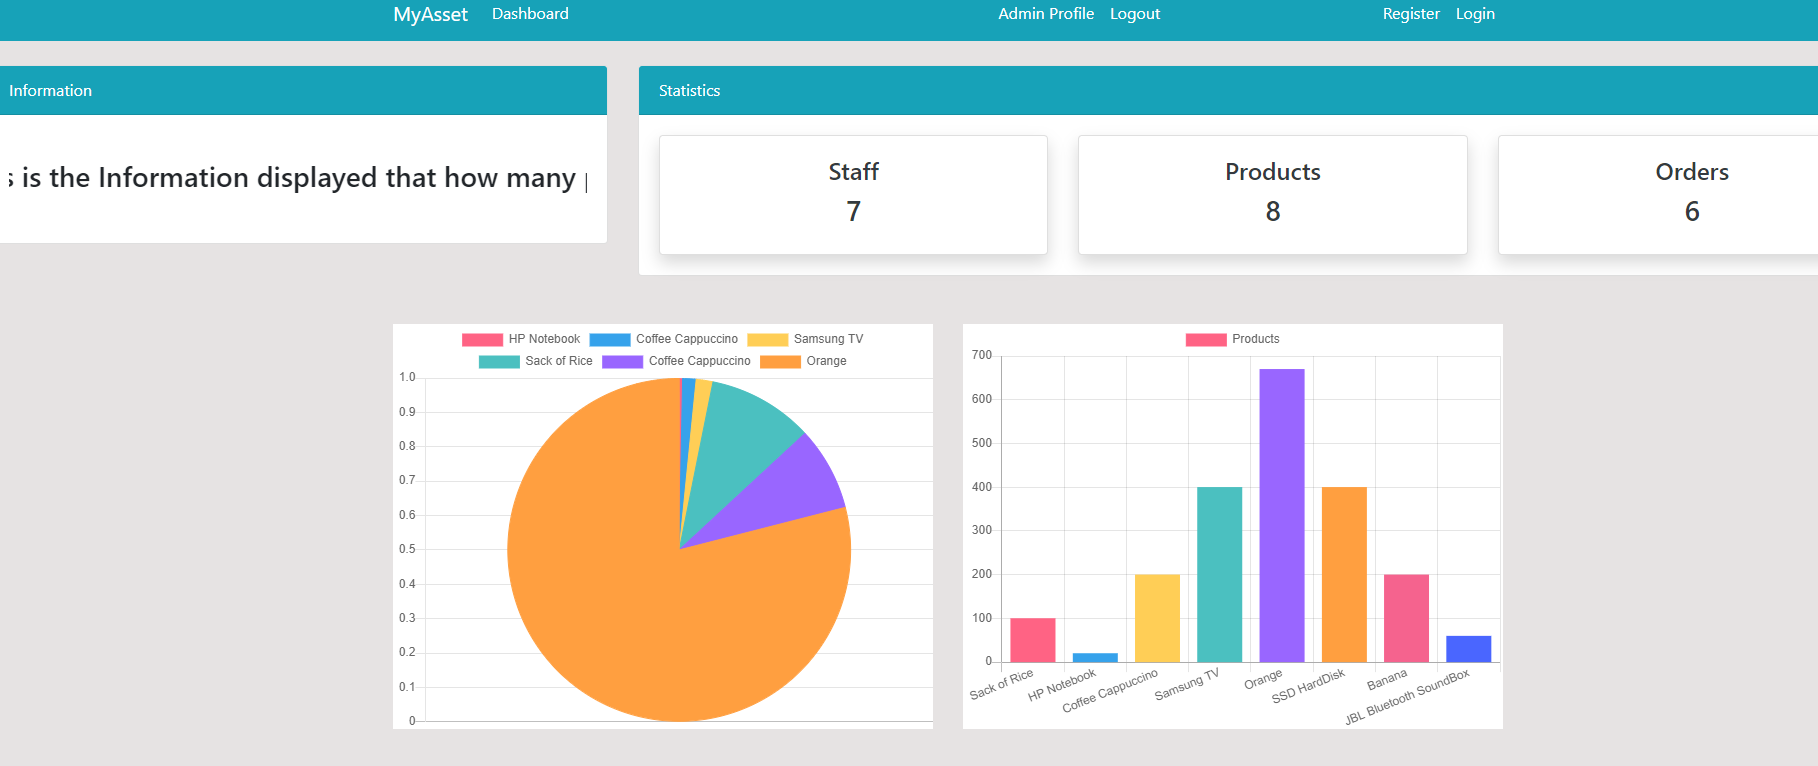 MyAsset Dashboard Admin Profile Logout Register Login
Information
is the Information displayed that how many
Statistics
Staff
7
Products
8
Orders
6
HP Notebook Coffee Cappuccino Samsung TV
Sack of Rice Coffee Cappuccino Orange
1.0
0.9
0.8
0.7
0.6
0.5
0.4
0.3
0.2
0.1
0
Products
700
600
500
400
300
200
100
0
Sack of Rice
HP Notebook
Coffee Cappuccino
Samsung TV
Orange
SSD HardDisk
Banana
JBL Bluetooth SoundBox